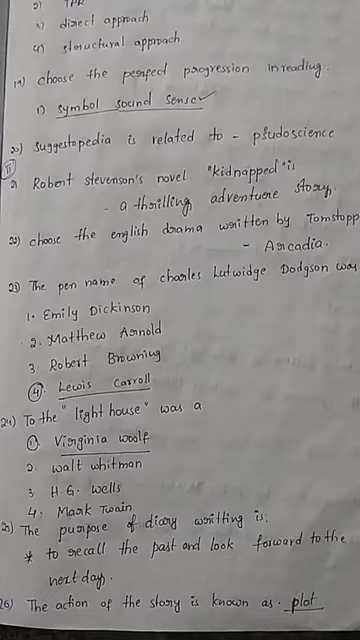 2) TPR
3) direct approach
4) structural approach
19) choose the perfect progression in reading.
1) symbol sound sense✓
20) Suggestopedia is related to - psudoscience
II
21) Robert Stevenson's novel "kidnapped" is
- a thrilling adventure story.
22) choose the english drama written by Tomstopp
- Arcadia.
23) The pen name of charles Lutwidge Dodgson was
1. Emily Dickinson
2. Matthew Arnold
3. Robert Browning
4. Lewis carroll
24) To the "light house" was a
1. Virginia woolf
2. walt whitman
3. H.G. wells
4. Mark Twain
25) The purpose of diary writting is;
* to recall the past and look forward to the
next day.
26) The action of the story is known as. plot